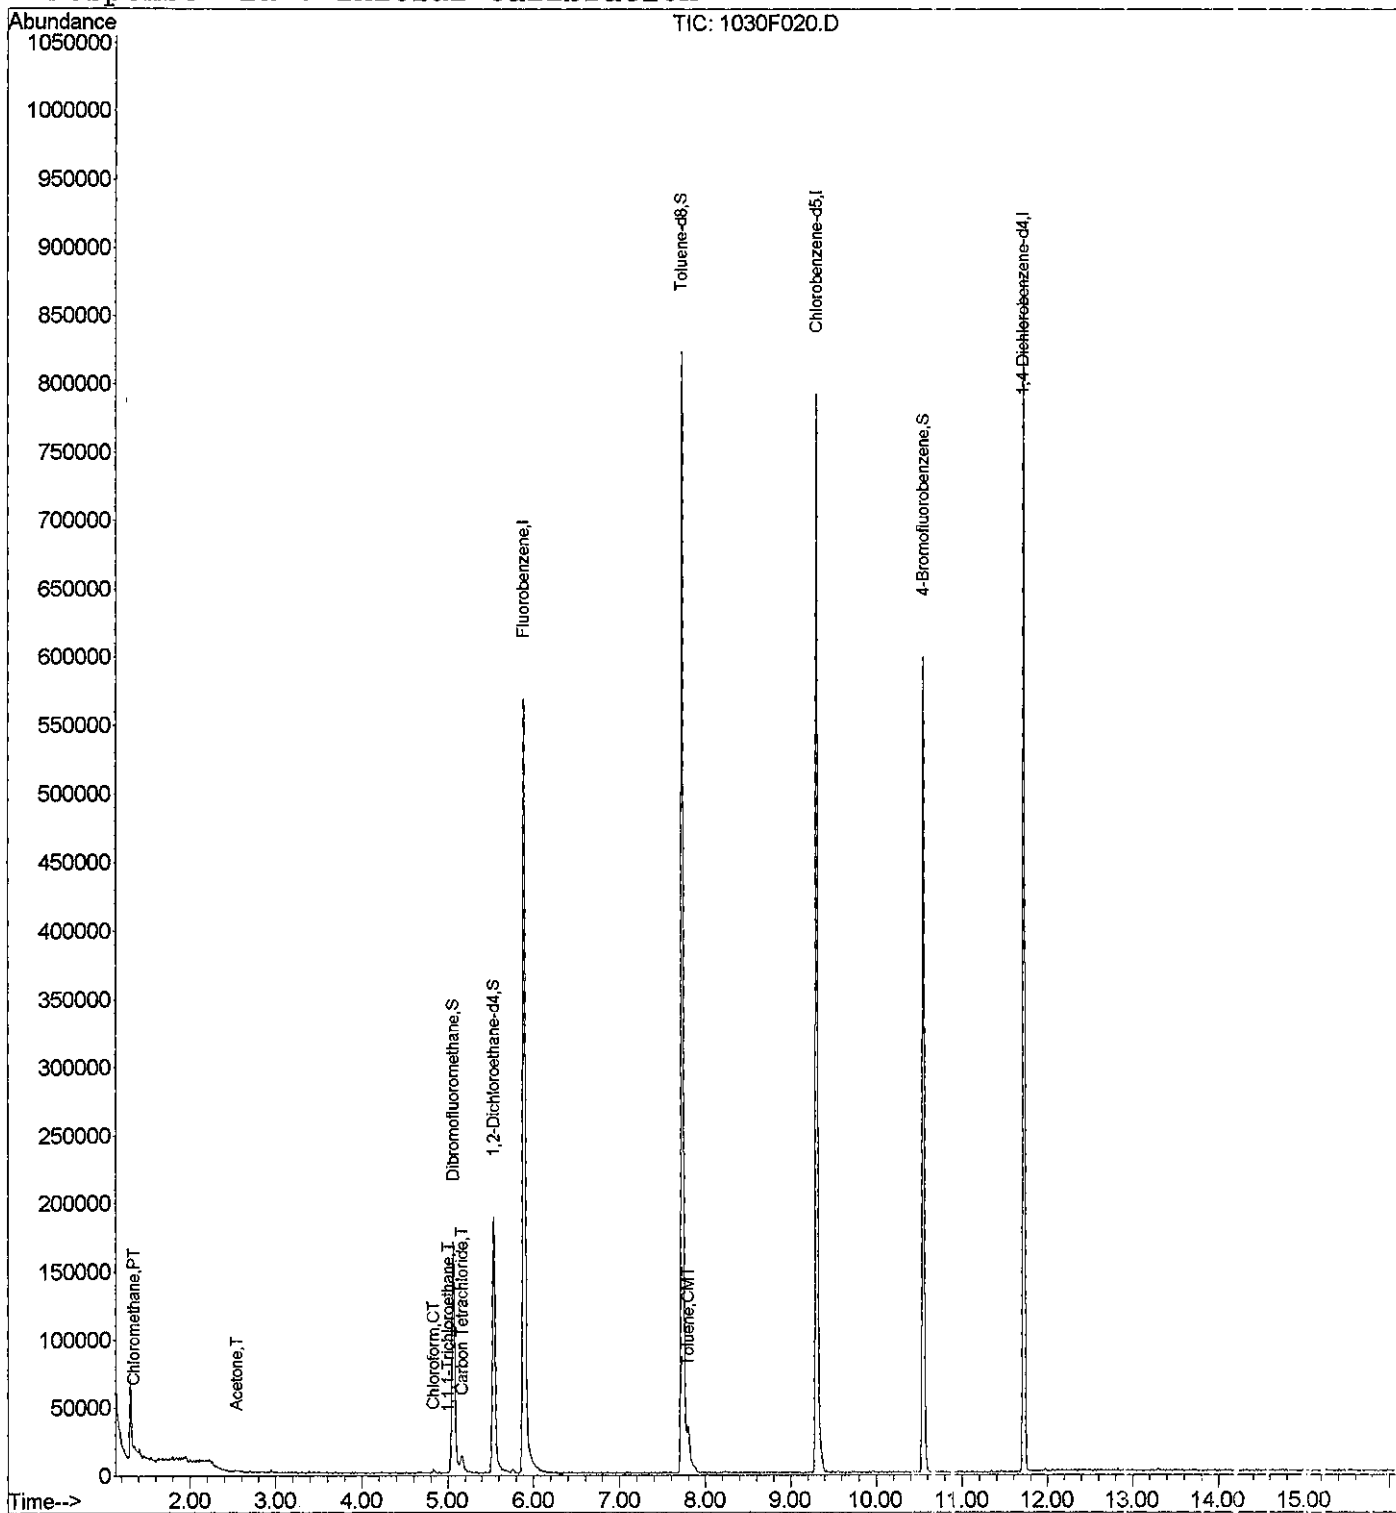 Abundance
TIC: 1030F020.D
1050000
1000000
950000
900000
850000
800000
750000
700000
650000
600000
550000
500000
450000
400000
350000
300000
250000
200000
150000
100000
50000
0
Chloromethane,PT
Acetone,T
Chloroform,CT
1,1,1-Trichloroethane,T
Dibromofluoromethane,S
Carbon Tetrachloride,T
1,2-Dichloroethane-d4,S
Fluorobenzene,I
Toluene-d8,S
Toluene,CMT
Chlorobenzene-d5,I
4-Bromofluorobenzene,S
1,4-Dichlorobenzene-d4,I
Time--> 2.00 3.00 4.00 5.00 6.00 7.00 8.00 9.00 10.00 11.00 12.00 13.00 14.00 15.00